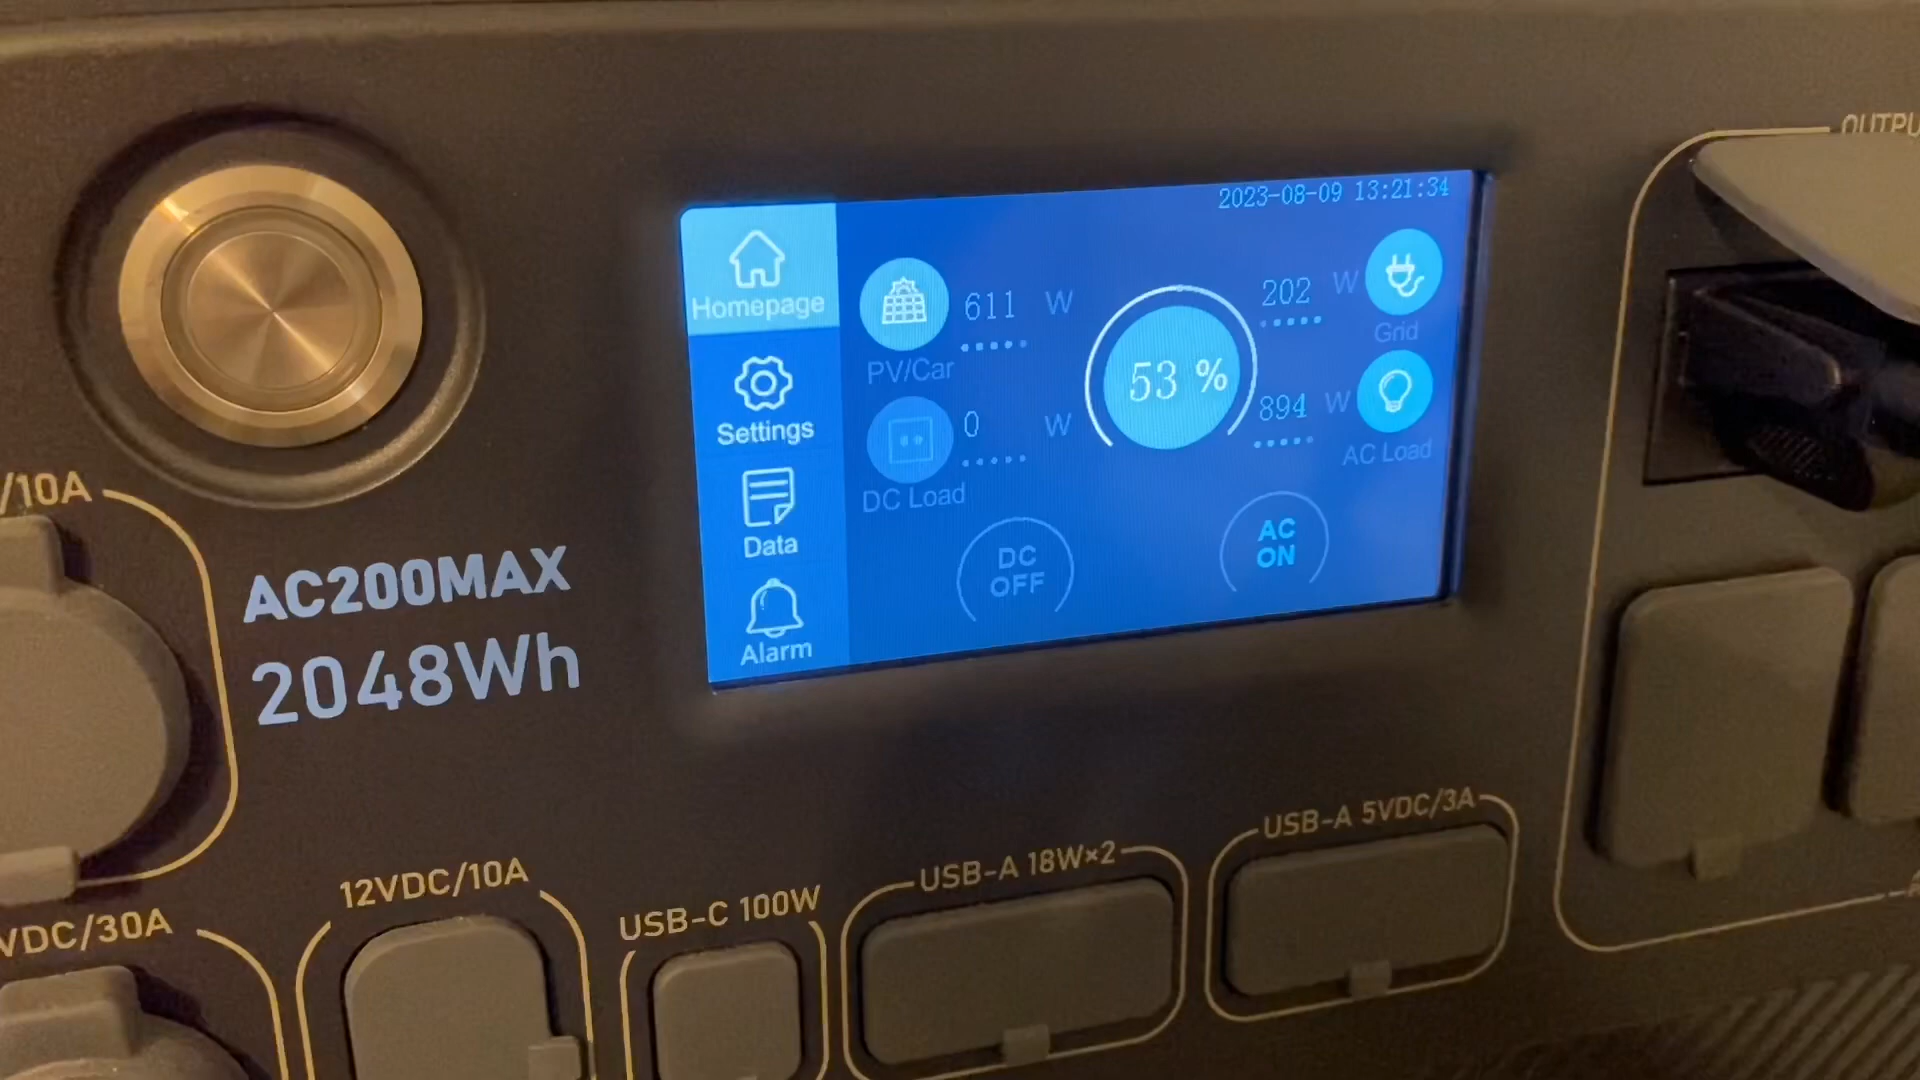 OUTPU
2023-08-09 13:21:34
Homepage
611 W
PV/Car
202 W
Grid
53 %
Settings
0 W
DC Load
894 W
AC Load
Data
DC
OFF
AC
ON
Alarm
/10A
AC200MAX
2048Wh
VDC/30A
12VDC/10A
USB-C 100W
USB-A 18W×2
USB-A 5VDC/3A